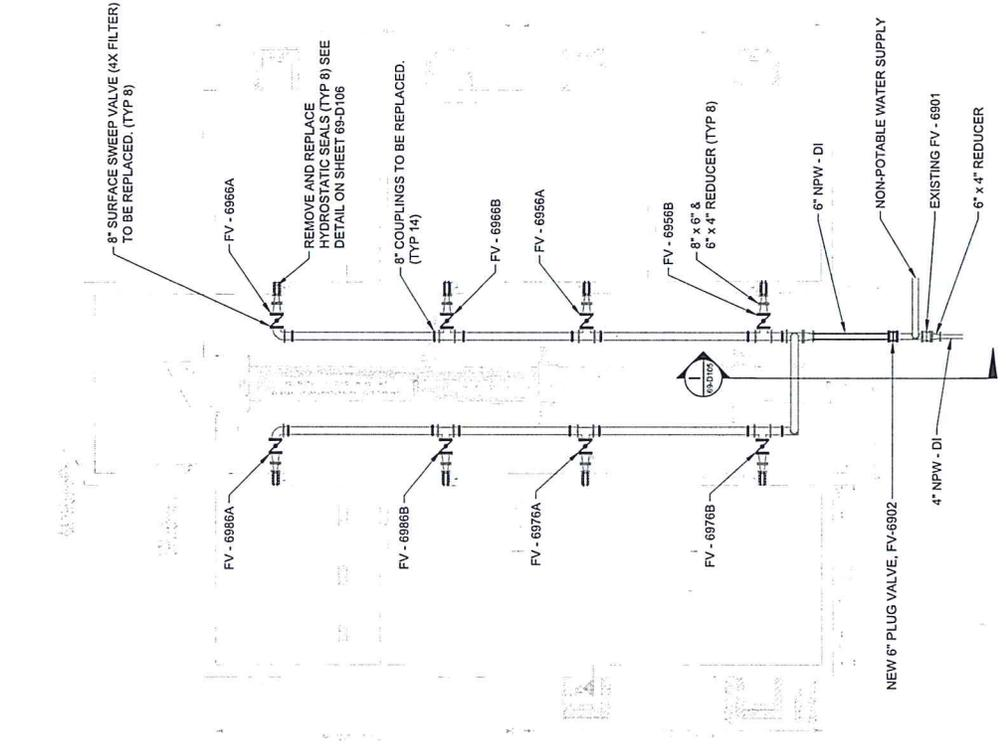 8" SURFACE SWEEP VALVE (4X FILTER)
TO BE REPLACED. (TYP 8)
FV - 6966A
REMOVE AND REPLACE
HYDROSTATIC SEALS (TYP 8) SEE
DETAIL ON SHEET 69-D106
8" COUPLINGS TO BE REPLACED.
(TYP 14)
FV - 6966B
FV - 6956A
FV - 6956B
8" x 6" &
6" x 4" REDUCER (TYP 8)
6" NPW - DI
NON-POTABLE WATER SUPPLY
EXISTING FV - 6901
6" x 4" REDUCER
1
69-D105
FV - 6986A
FV - 6986B
FV - 6976A
FV - 6976B
NEW 6" PLUG VALVE, FV-6902
4" NPW - DI